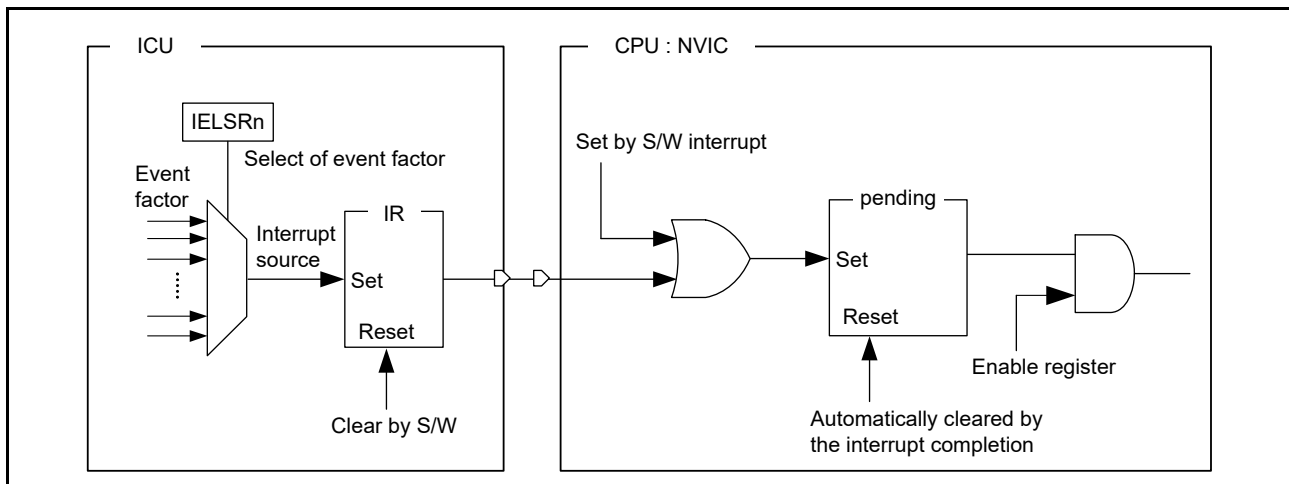 ICU
CPU : NVIC
IELSRn
Select of event factor
Event
factor
Interrupt
source
IR
Set
Reset
Clear by S/W
Set by S/W interrupt
pending
Set
Reset
Enable register
Automatically cleared by
the interrupt completion